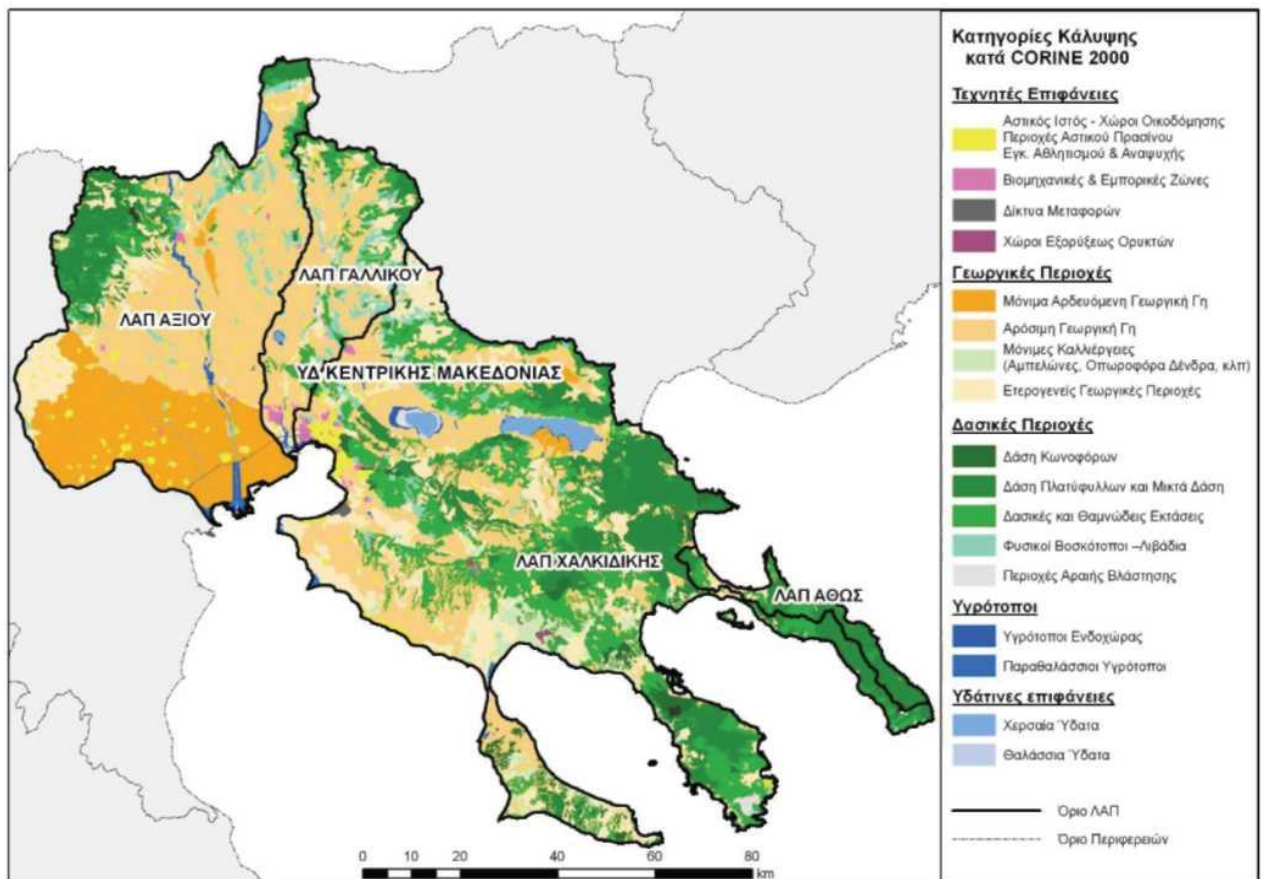 Κατηγορίες Κάλυψης
κατά CORINE 2000
Τεχνητές Επιφάνειες
Αστικός Ιστός - Χώροι Οικοδόμησης
Περιοχές Αστικού Πρασίνου
Εγκ. Αθλητισμού & Αναψυχής
Βιομηχανικές & Εμπορικές Ζώνες
Δίκτυα Μεταφορών
Χώροι Εξορύξεως Ορυκτών
Γεωργικές Περιοχές
Μόνιμα Αρδευόμενη Γεωργική Γη
Αρόσιμη Γεωργική Γη
Μόνιμες Καλλιέργειες
(Αμπελώνες, Οπωροφόρα Δένδρα, κλπ)
Ετερογενείς Γεωργικές Περιοχές
Δασικές Περιοχές
Δάση Κωνοφόρων
Δάση Πλατύφυλλων και Μικτά Δάση
Δασικές και Θαμνώδεις Εκτάσεις
Φυσικοί Βοσκότοποι –Λιβάδια
Περιοχές Αραιής Βλάστησης
Υγρότοποι
Υγρότοποι Ενδοχώρας
Παραθαλάσσιοι Υγρότοποι
Υδάτινες επιφάνειες
Χερσαία Ύδατα
Θαλάσσια Ύδατα
Όριο ΛΑΠ
Όριο Περιφερειών
ΛΑΠ ΓΑΛΛΙΚΟΥ
ΛΑΠ ΑΞΙΟΥ
ΥΔ ΚΕΝΤΡΙΚΗΣ ΜΑΚΕΔΟΝΙΑΣ
ΛΑΠ ΧΑΛΚΙΔΙΚΗΣ
ΛΑΠ ΑΘΩΣ
0 5 10 20 40 60 80
km